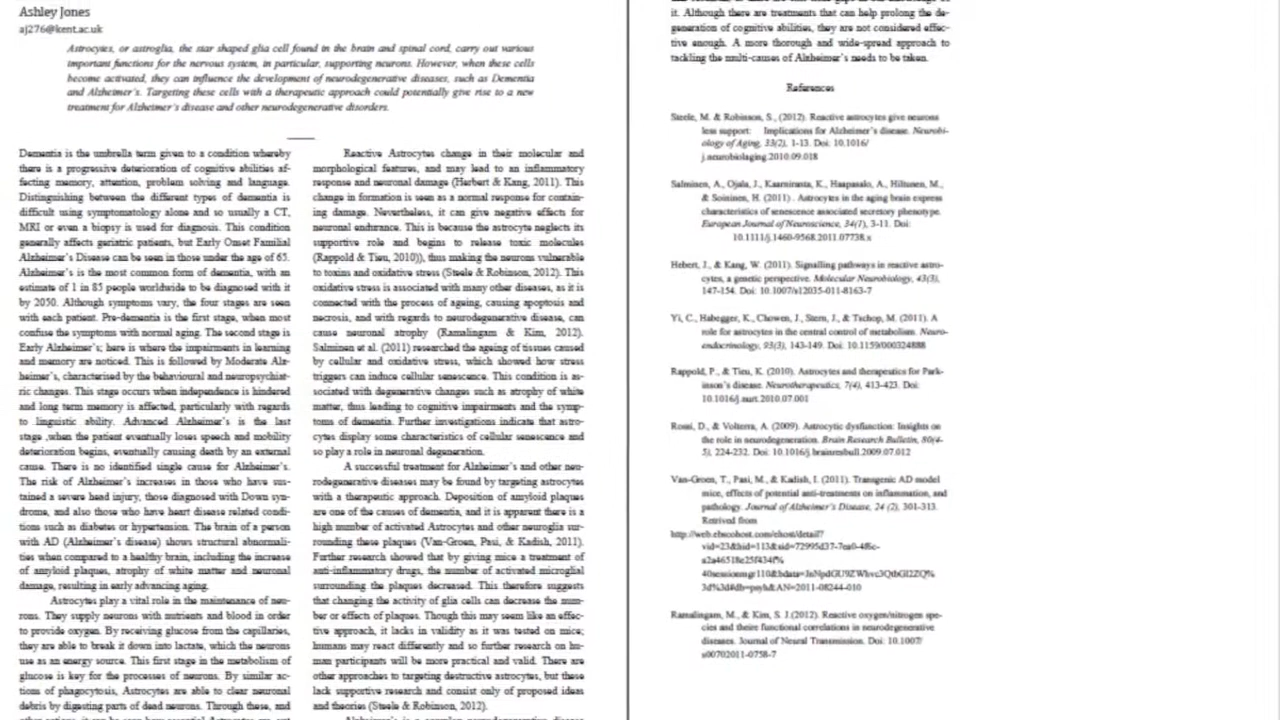 Ashley Jones
aj276@kent.ac.uk
Astrocytes, or astroglia, the star shaped glia cell found in the brain and spinal cord, carry out various
important functions for the nervous system, in particular, supporting neurons. However, when these cells
become activated, they can influence the development of neurodegenerative diseases, such as Dementia
and Alzheimer's. Targeting these cells with a therapeutic approach could potentially give rise to a new
treatment for Alzheimer's disease and other neurodegenerative disorders.
Dementia is the umbrella term given to a condition whereby
there is a progressive deterioration of cognitive abilities af-
fecting memory, attention, problem solving and language.
Distinguishing between the different types of dementia is
difficult using symptomatology alone and so usually a CT,
MRI or even a biopsy is used for diagnosis. This condition
generally affects geriatric patients, but Early Onset Familial
Alzheimer's Disease can be seen in those under the age of 65.
Alzheimer's is the most common form of dementia, with an
estimate of 1 in 85 people worldwide to be diagnosed with it
by 2050. Although symptoms vary, the four stages are seen
with each patient. Pre-dementia is the first stage, when most
confuse the symptoms with normal aging. The second stage is
Early Alzheimer's; here is where the impairments in learning
and memory are noticed. This is followed by Moderate Alz-
heimer's, characterised by the behavioural and neuropsychiat-
ric changes. This stage occurs when independence is hindered
and long term memory is affected, particularly with regards
to linguistic ability. Advanced Alzheimer's is the last
stage ,when the patient eventually loses speech and mobility
deterioration begins, eventually causing death by an external
cause. There is no identified single cause for Alzheimer's.
The risk of Alzheimer's increases in those who have sus-
tained a severe head injury, those diagnosed with Down syn-
drome, and also those who have heart disease related condi-
tions such as diabetes or hypertension. The brain of a person
with AD (Alzheimer's disease) shows structural abnormali-
ties when compared to a healthy brain, including the increase
of amyloid plaques, atrophy of white matter and neuronal
damage, resulting in early advancing aging.
Astrocytes play a vital role in the maintenance of neu-
rons. They supply neurons with nutrients and blood in order
to provide oxygen. By receiving glucose from the capillaries,
they are able to break it down into lactate, which the neurons
use as an energy source. This first stage in the metabolism of
glucose is key for the processes of neurons. By similar ac-
tions of phagocytosis, Astrocytes are able to clear neuronal
debris by digesting parts of dead neurons. Through these, and
Reactive Astrocytes change in their molecular and
morphological features, and may lead to an inflammatory
response and neuronal damage (Herbert & Kang, 2011). This
change in formation is seen as a normal response for contain-
ing damage. Nevertheless, it can give negative effects for
neuronal endurance. This is because the astrocyte neglects its
supportive role and begins to release toxic molecules
(Rappold & Tieu, 2010)), thus making the neurons vulnerable
to toxins and oxidative stress (Steele & Robinson, 2012). This
oxidative stress is associated with many other diseases, as it is
connected with the process of ageing, causing apoptosis and
necrosis, and with regards to neurodegenerative disease, can
cause neuronal atrophy (Ramalingam & Kim, 2012).
Salminen et al. (2011) researched the ageing of tissues caused
by cellular and oxidative stress, which showed how stress
triggers can induce cellular senescence. This condition is as-
sociated with degenerative changes such as atrophy of white
matter, thus leading to cognitive impairments and the symp-
toms of dementia. Further investigations indicate that astro-
cytes display some characteristics of cellular senescence and
so play a role in neuronal degeneration.
A successful treatment for Alzheimer's and other neu-
rodegenerative diseases may be found by targeting astrocytes
with a therapeutic approach. Deposition of amyloid plaques
are one of the causes of dementia, and it is apparent there is a
high number of activated Astrocytes and other neuroglia sur-
rounding these plaques (Van-Groen, Pasi, & Kadish, 2011).
Further research showed that by giving mice a treatment of
anti-inflammatory drugs, the number of activated microglial
surrounding the plaques decreased. This therefore suggests
that changing the activity of glia cells can decrease the num-
ber or effects of plaques. Though this may seem like an effec-
tive approach, it lacks in validity as it was tested on mice;
humans may react differently and so further research on hu-
man participants will be more practical and valid. There are
other approaches to targeting destructive astrocytes, but these
lack supportive research and consist only of proposed ideas
and theories (Steele & Robinson, 2012).
it. Although there are treatments that can help prolong the de-
generation of cognitive abilities, they are not considered effec-
tive enough. A more thorough and wide-spread approach to
tackling the multi-causes of Alzheimer's needs to be taken.
References
Steele, M. & Robinson, S., (2012). Reactive astrocytes give neurons
less support: Implications for Alzheimer's disease. Neurobi-
ology of Aging, 33(2), 1-13. Doi: 10.1016/
j.neurobiolaging.2010.09.018
Salminen, A., Ojala, J., Kaarniranta, K., Haapasalo, A., Hiltunen, M.,
& Soininen, H. (2011) . Astrocytes in the aging brain express
characteristics of senescence associated secretory phenotype.
European Journal of Neuroscience, 34(7), 3-11. Doi:
10.1111/j.1460-9568.2011.07738.x
Hebert, J., & Kang, W. (2011). Signalling pathways in reactive astro-
cytes, a genetic perspective. Molecular Neurobiology, 43(3),
147-154. Doi: 10.1007/s12035-011-8163-7
Yi, C., Habegger, K., Chowen, J., Stern, J., & Tschop, M. (2011). A
role for astrocytes in the central control of metabolism. Neuro-
endocrinology, 93(3), 143-149. Doi: 10.1159/000324888
Rappold, P., & Tieu, K. (2010). Astrocytes and therapeutics for Park-
inson's disease. Neurotherapeutics, 7(4), 413-423. Doi:
10.1016/j.nurt.2010.07.001
Rossi, D., & Volterra, A. (2009). Astrocytic dysfunction: Insights on
the role in neurodegeneration. Brain Research Bulletin, 80(4-
5), 224-232. Doi: 10.1016/j.brainresbull.2009.07.012
Van-Groen, T., Pasi, M., & Kadish, I. (2011). Transgenic AD model
mice, effects of potential anti-treatments on inflammation, and
pathology. Journal of Alzheimer's Disease, 24 (2), 301-313.
Retrived from
http://web.ebscohost.com/ehost/detail?
Ramalingam, M., & Kim, S. J.(2012). Reactive oxygen/nitrogen spe-
cies and their functional correlations in neurodegenerative
diseases. Journal of Neural Transmission. Doi: 10.1007/
s00702011-0758-7